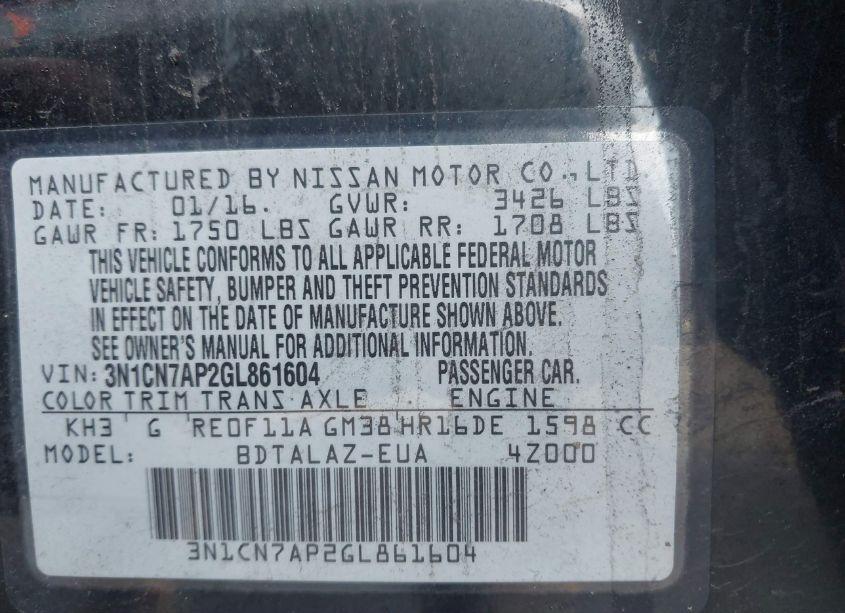 MANUFACTURED BY NISSAN MOTOR CO., LTD.
DATE: 01/16. GVWR: 3426 LBS
GAWR FR: 1750 LBS GAWR RR: 1708 LBS
THIS VEHICLE CONFORMS TO ALL APPLICABLE FEDERAL MOTOR
VEHICLE SAFETY, BUMPER AND THEFT PREVENTION STANDARDS
IN EFFECT ON THE DATE OF MANUFACTURE SHOWN ABOVE.
SEE OWNER'S MANUAL FOR ADDITIONAL INFORMATION.
VIN: 3N1CN7AP2GL861604 PASSENGER CAR.
COLOR TRIM TRANS AXLE ENGINE
KH3 G RE0F11A GM38 HR16DE 1598 CC
MODEL: BDTALAZ-EUA 4Z000
3N1CN7AP2GL861604